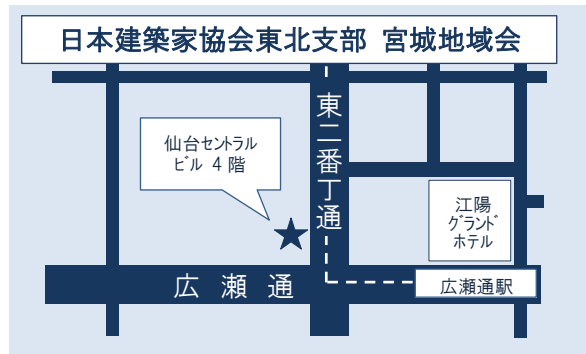 日本建築家協会東北支部 宮城地域会
東二番丁通
仙台セントラル
ビル 4 階
江陽
グランド
ホテル
広瀬通
広瀬通駅